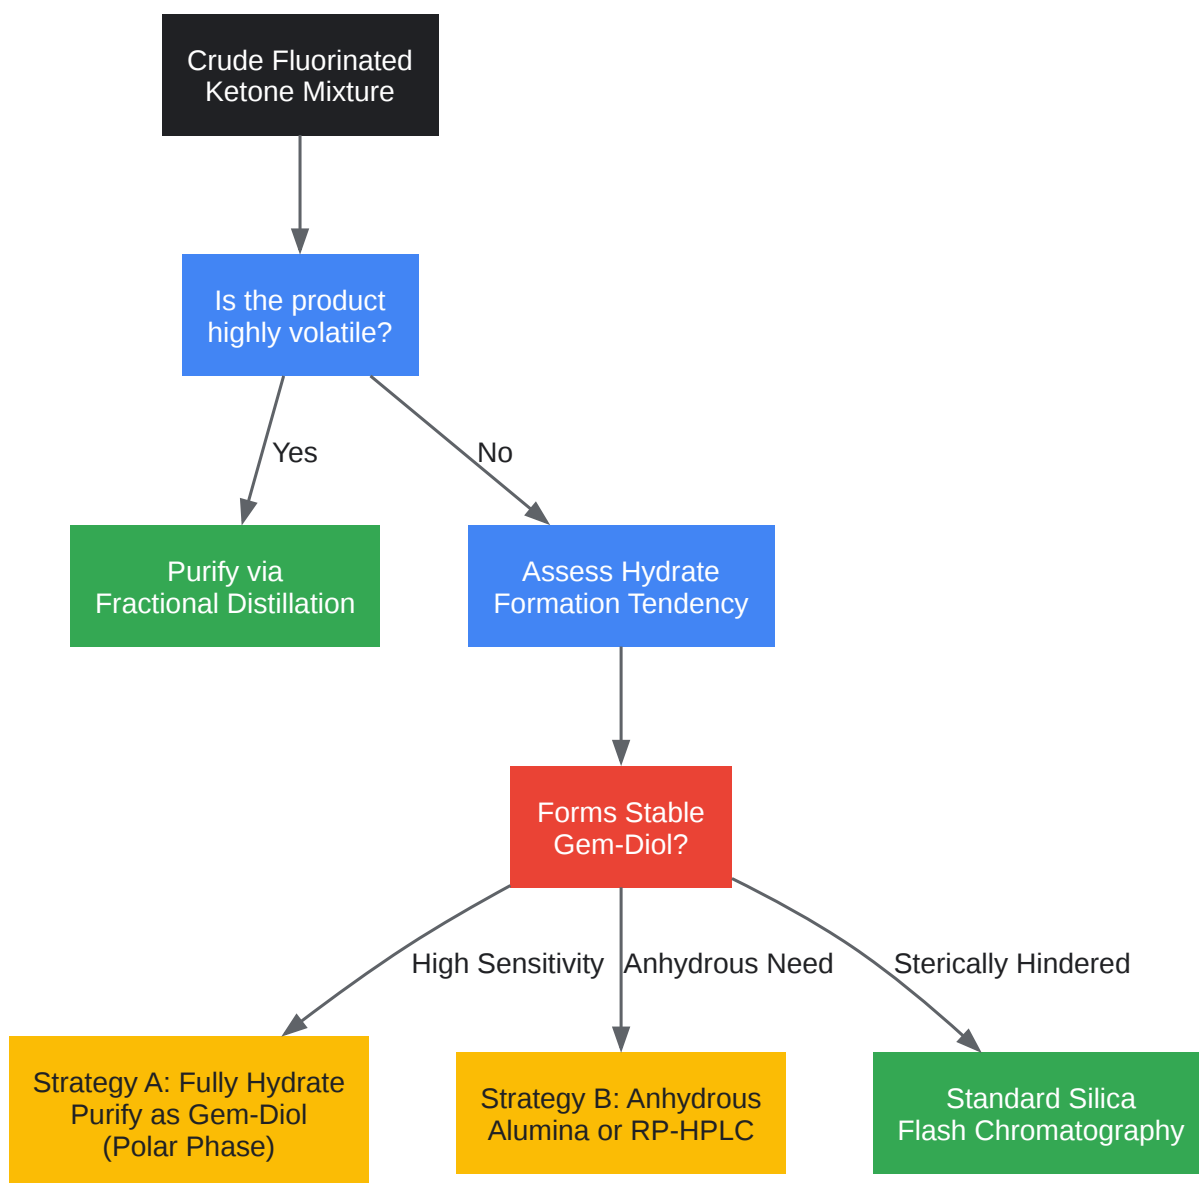 Crude Fluorinated
Ketone Mixture
Is the product
highly volatile?
Yes
No
Purify via
Fractional Distillation
Assess Hydrate
Formation Tendency
Forms Stable
Gem-Diol?
High Sensitivity
Anhydrous Need
Sterically Hindered
Strategy A: Fully Hydrate
Purify as Gem-Diol
(Polar Phase)
Strategy B: Anhydrous
Alumina or RP-HPLC
Standard Silica
Flash Chromatography